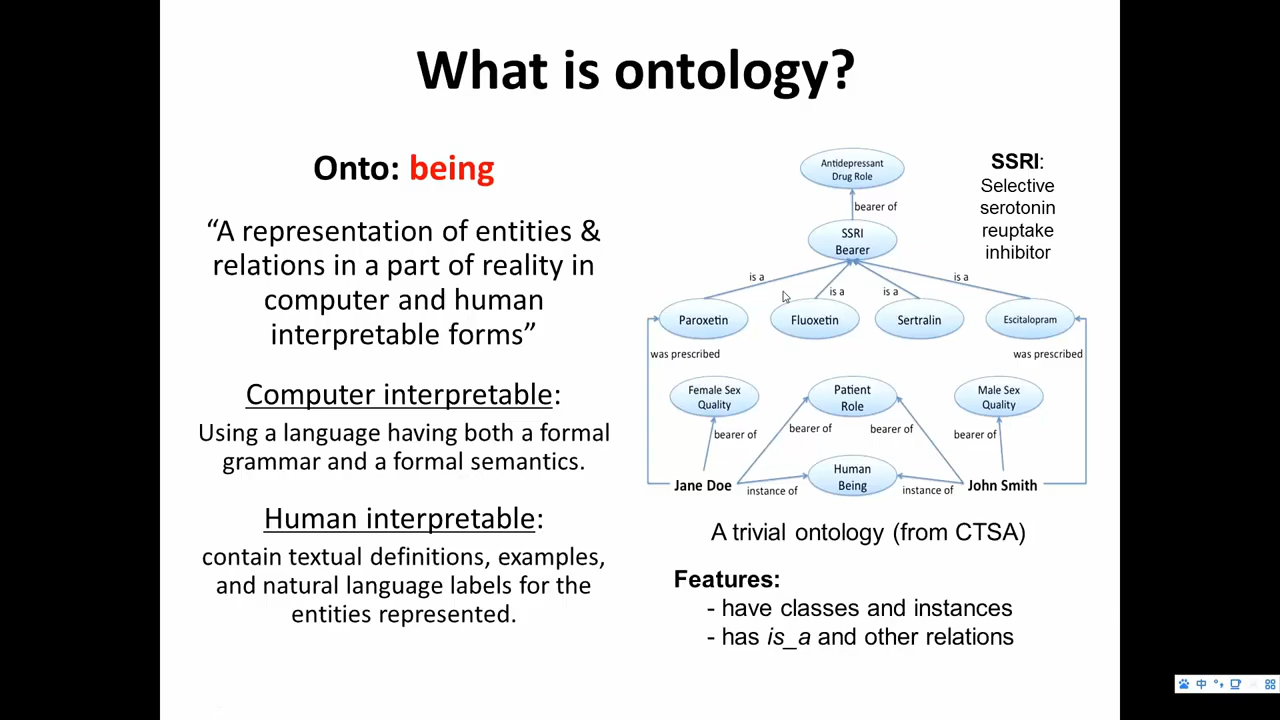 What is ontology?
Onto: being
“A representation of entities &
relations in a part of reality in
computer and human
interpretable forms”
Computer interpretable:
Using a language having both a formal
grammar and a formal semantics.
Human interpretable:
contain textual definitions, examples,
and natural language labels for the
entities represented.
Antidepressant
Drug Role
bearer of
SSRI
Bearer
SSRI:
Selective
serotonin
reuptake
inhibitor
is a
is a
is a
is a
Paroxetin
Fluoxetin
Sertralin
Escitalopram
was prescribed
was prescribed
Female Sex
Quality
Patient
Role
Male Sex
Quality
bearer of
bearer of
bearer of
bearer of
Jane Doe
instance of
Human
Being
instance of
John Smith
A trivial ontology (from CTSA)
Features:
- have classes and instances
- has is_a and other relations
中